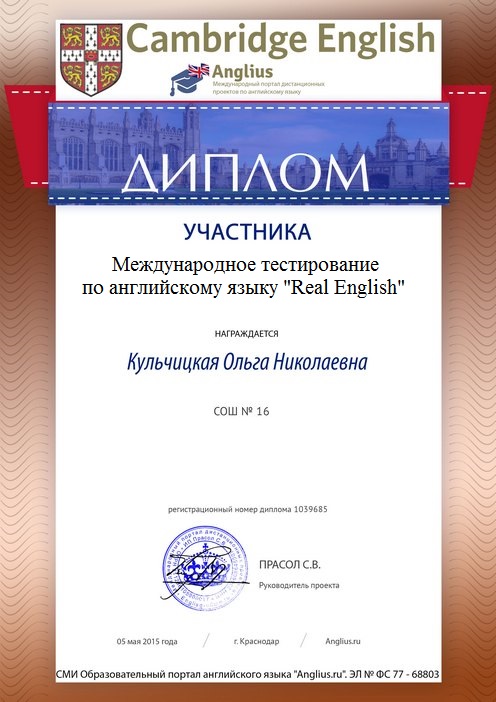 Cambridge English
Anglius
Международный портал дистанционных
проектов по английскому языку
ДИПЛОМ
УЧАСТНИКА
Международное тестирование
по английскому языку "Real English"
НАГРАЖДАЕТСЯ
Кульчицкая Ольга Николаевна
СОШ № 16
регистрационный номер диплома 1039685
ПРАСОЛ С.В.
Руководитель проекта
05 мая 2015 года / г. Краснодар / Anglius.ru
СМИ Образовательный портал английского языка "Anglius.ru". ЭЛ № ФС 77 - 68803